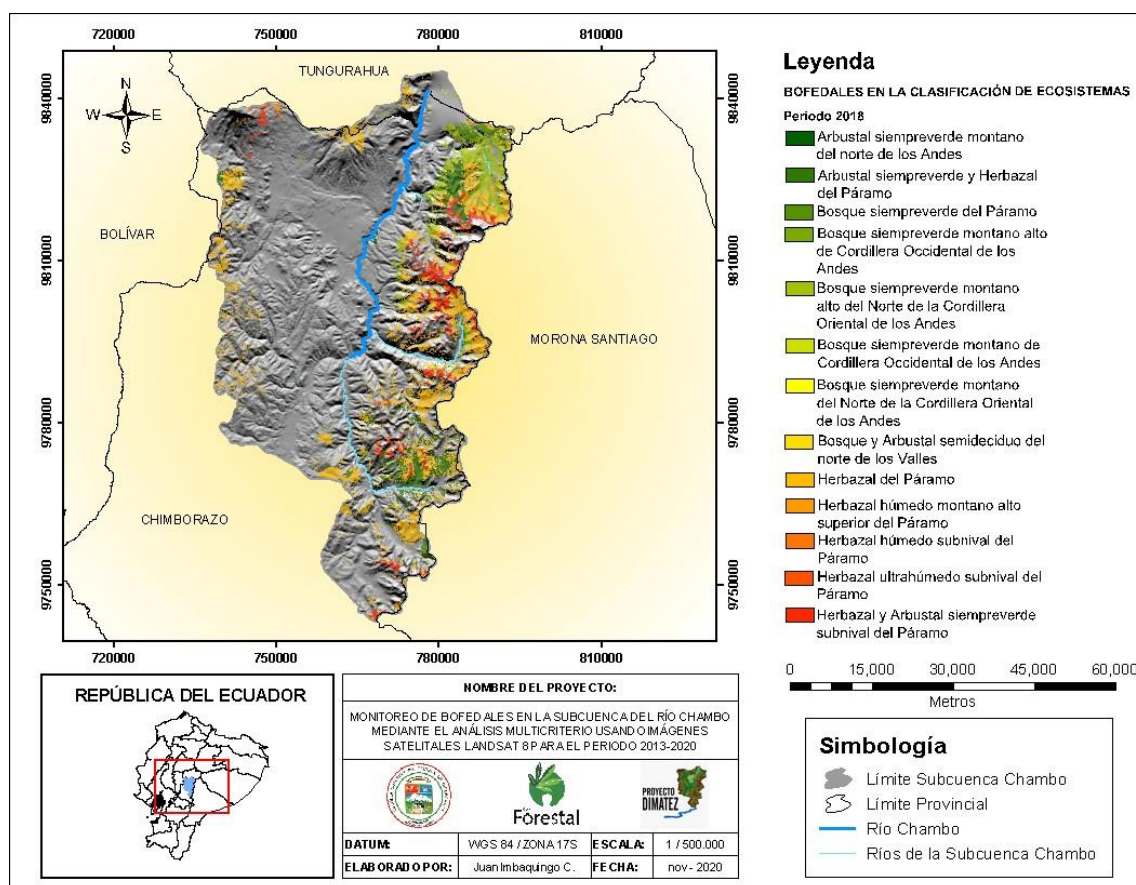 720000 750000 780000 810000
TUNGURAHUA
9840000
9840000
N
W E
S
BOLÍVAR
9810000
9810000
MORONA SANTIAGO
9780000
9780000
CHIMBORAZO
9750000
9750000
720000 750000 780000 810000
Leyenda
BOFEDALES EN LA CLASIFICACIÓN DE ECOSISTEMAS
Periodo 2018
Arbustal siempreverde montano
del norte de los Andes
Arbustal siempreverde y Herbazal
del Páramo
Bosque siempreverde del Páramo
Bosque siempreverde montano alto
de Cordillera Occidental de los
Andes
Bosque siempreverde montano
alto del Norte de la Cordillera
Oriental de los Andes
Bosque siempreverde montano de
Cordillera Occidental de los Andes
Bosque siempreverde montano
del Norte de la Cordillera Oriental
de los Andes
Bosque y Arbustal semideciduo del
norte de los Valles
Herbazal del Páramo
Herbazal húmedo montano alto
superior del Páramo
Herbazal húmedo subnival del
Páramo
Herbazal ultrahúmedo subnival del
Páramo
Herbazal y Arbustal siempreverde
subnival del Páramo
0 15,000 30,000 45,000 60,000
Metros
REPÚBLICA DEL ECUADOR
NOMBRE DEL PROYECTO:
MONITOREO DE BOFEDALES EN LA SUBCUENCA DEL RÍO CHAMBO
MEDIANTE EL ANÁLISIS MULTICRITERIO USANDO IMÁGENES
SATELITALES LANDSAT 8 PARA EL PERIODO 2013-2020
Forestal
PROYECTO
DIMATEZ
DATUM: WGS 84 / ZONA 17S ESCALA: 1 / 500.000
ELABORADO POR: Juan Imbaquingo C. FECHA: nov - 2020
Simbología
Límite Subcuenca Chambo
Límite Provincial
Río Chambo
Ríos de la Subcuenca Chambo